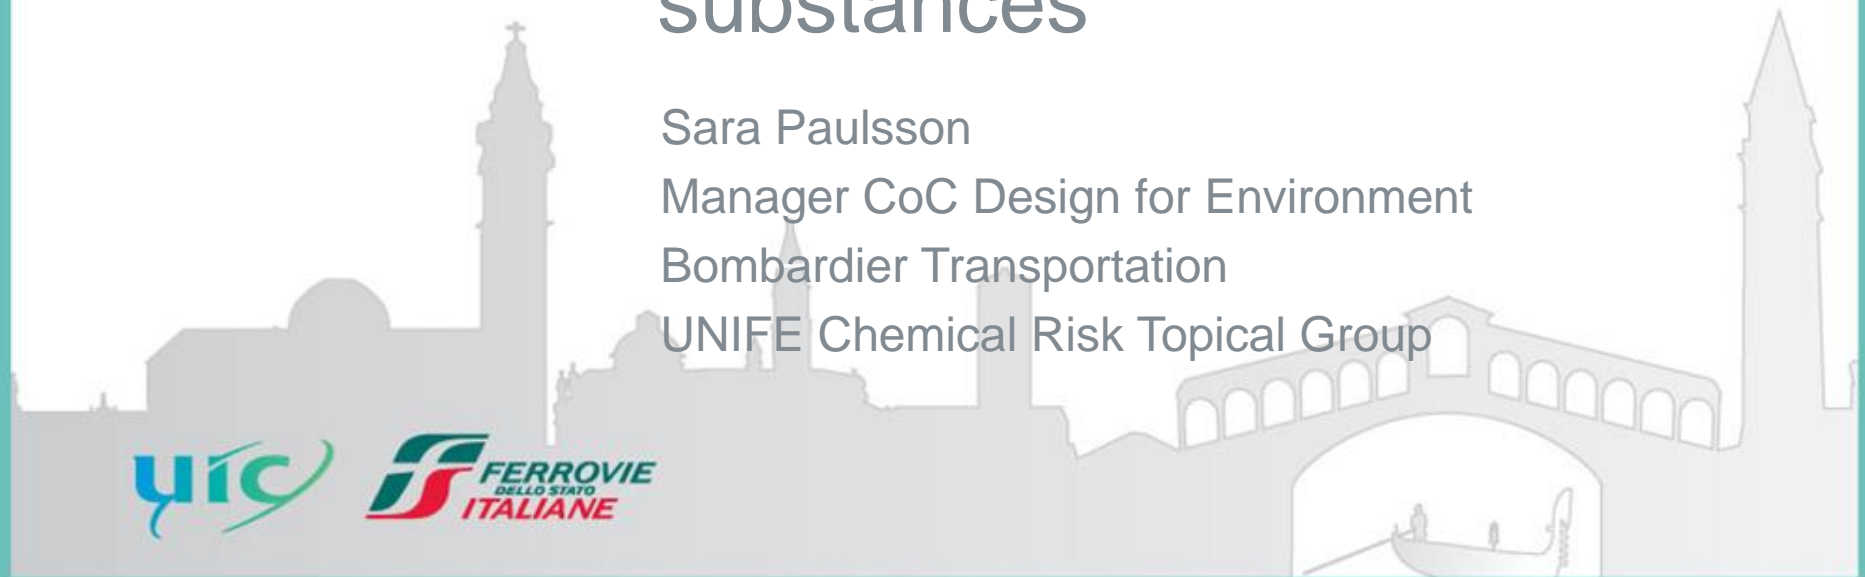 substances
Sara Paulsson
Manager CoC Design for Environment
Bombardier Transportation
UNIFE Chemical Risk Topical Group
uic
FERROVIE
DELLO STATO
ITALIANE